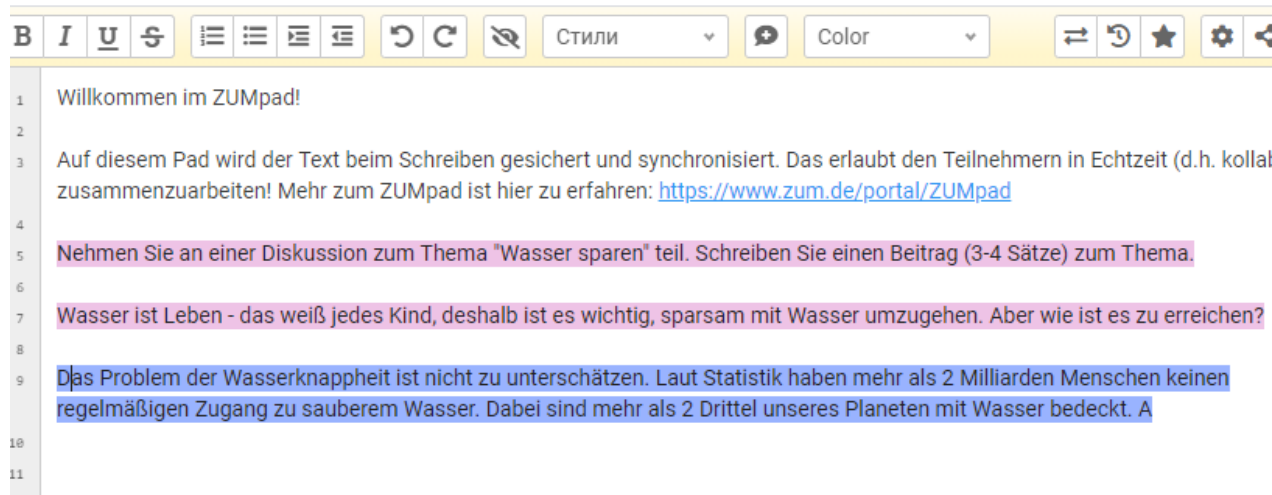 B I U S Стили Color
1 Willkommen im ZUMpad!
2
3 Auf diesem Pad wird der Text beim Schreiben gesichert und synchronisiert. Das erlaubt den Teilnehmern in Echtzeit (d.h.
zusammenzuarbeiten! Mehr zum ZUMpad ist hier zu erfahren: https://www.zum.de/portal/ZUMpad
4
5 Nehmen Sie an einer Diskussion zum Thema "Wasser sparen" teil. Schreiben Sie einen Beitrag (3-4 Sätze) zum Thema.
6
7 Wasser ist Leben - das weiß jedes Kind, deshalb ist es wichtig, sparsam mit Wasser umzugehen. Aber wie ist es zu erreichen?
8
9 Das Problem der Wasserknappheit ist nicht zu unterschätzen. Laut Statistik haben mehr als 2 Milliarden Menschen keinen
regelmäßigen Zugang zu sauberem Wasser. Dabei sind mehr als 2 Drittel unseres Planeten mit Wasser bedeckt. A
10
11